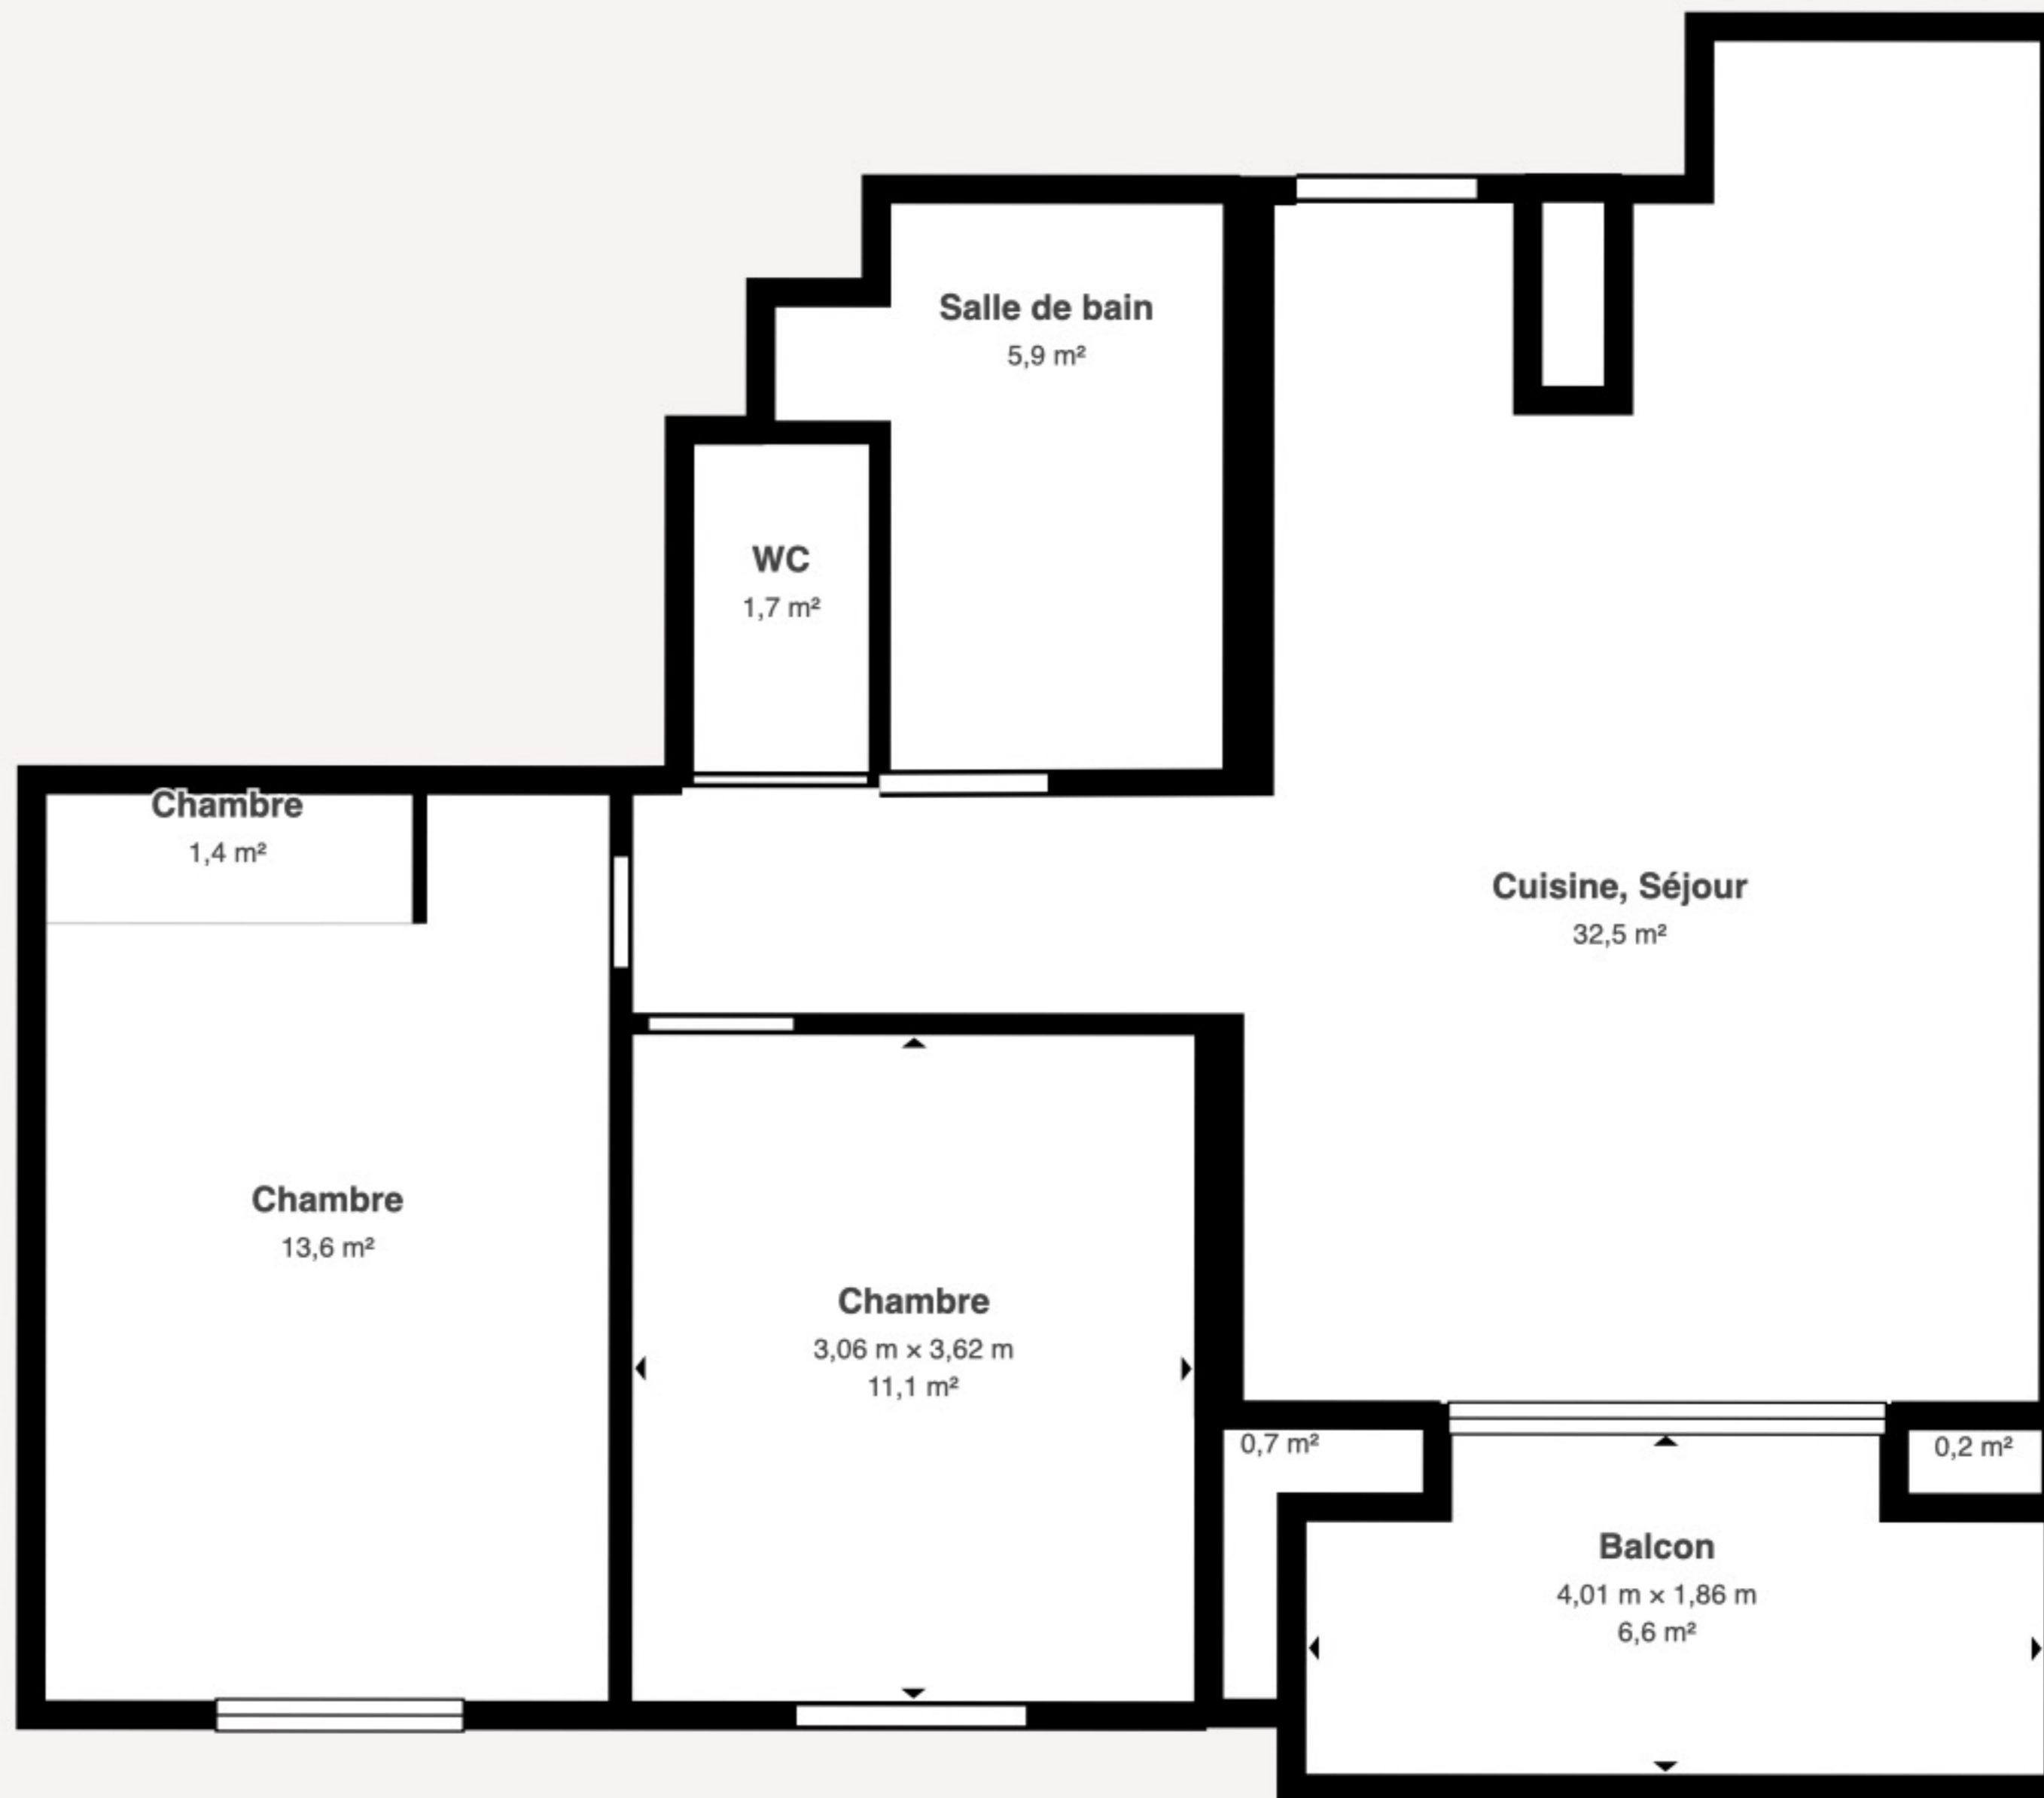 Salle de bain
5,9 m²
WC
1,7 m²
Chambre
1,4 m²
Cuisine, Séjour
32,5 m²
Chambre
13,6 m²
Chambre
3,06 m × 3,62 m
11,1 m²
0,7 m²
0,2 m²
Balcon
4,01 m × 1,86 m
6,6 m²